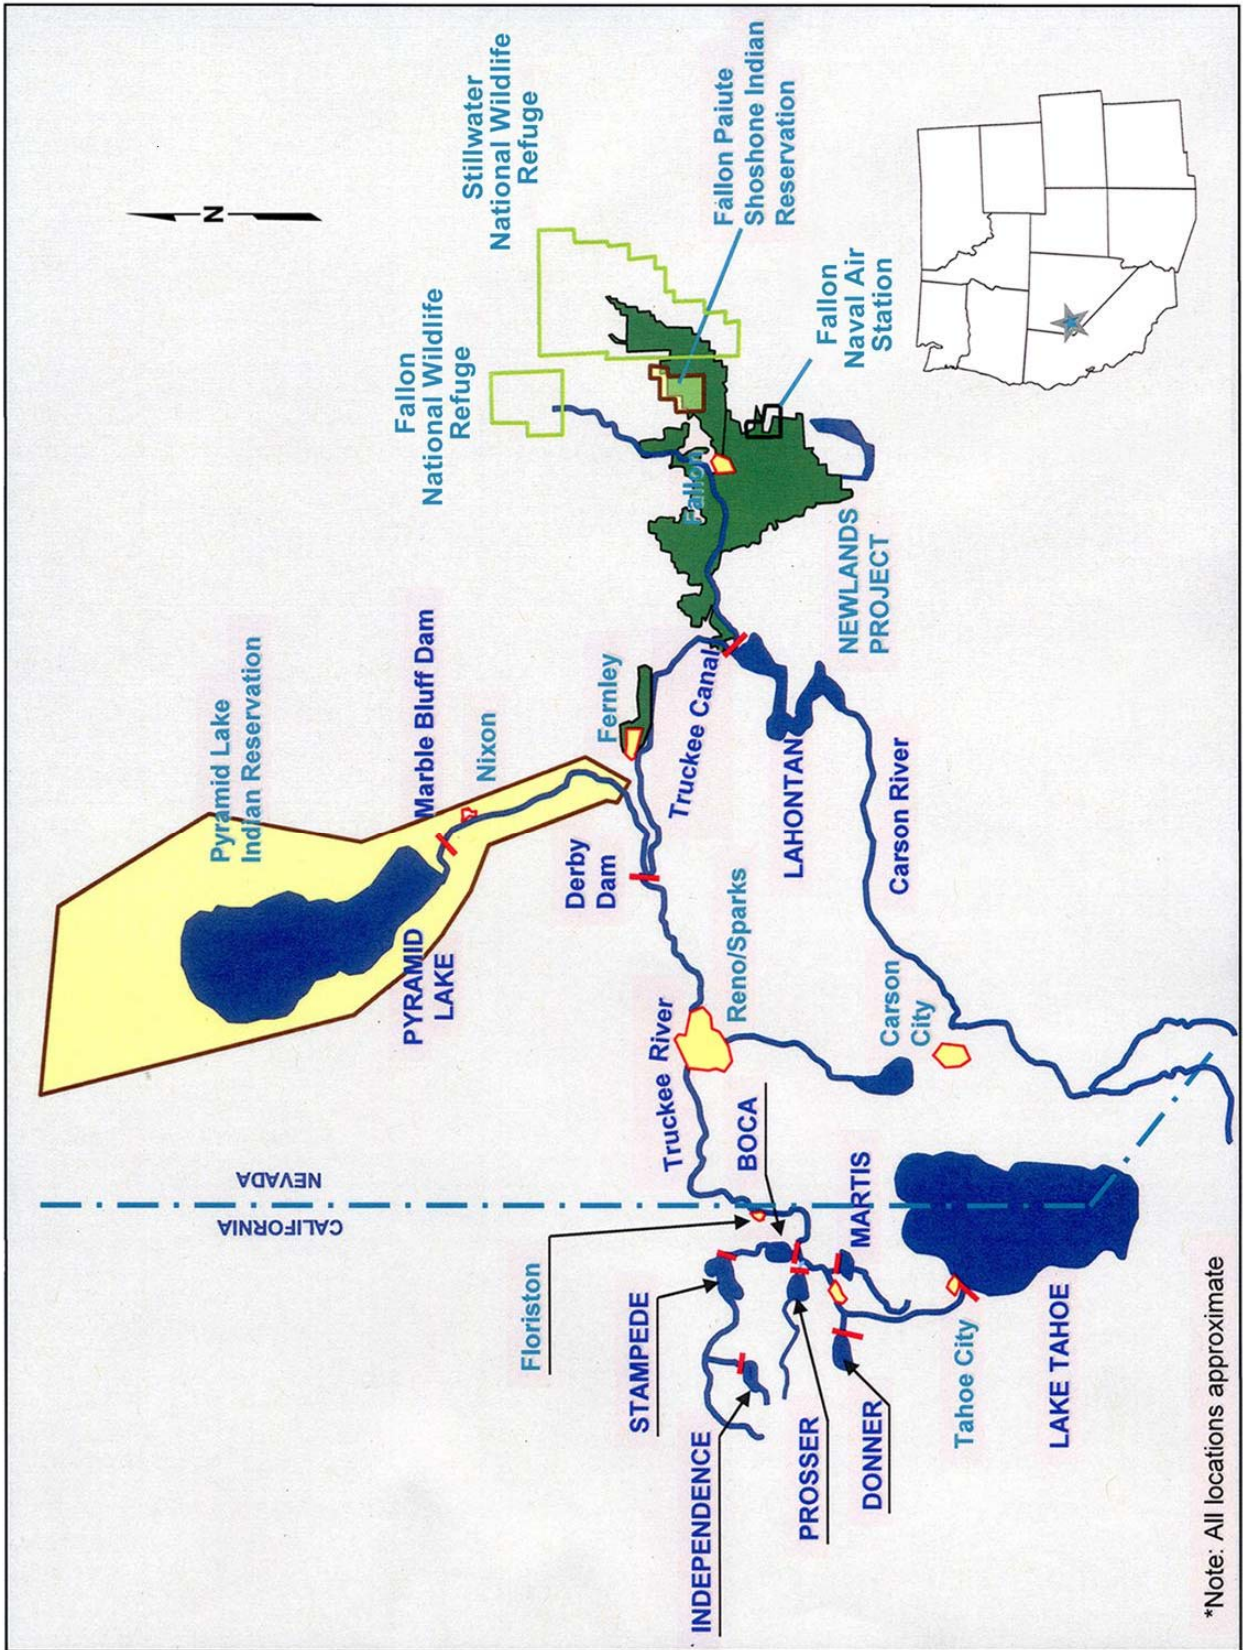 Stillwater
National Wildlife
Refuge
N
Fallon
National Wildlife
Refuge
Fallon Paiute
Shoshone Indian
Reservation
Fallon
Naval Air
Station
Fallon
NEWLANDS
PROJECT
Pyramid Lake
Indian Reservation
Marble Bluff Dam
Nixon
Fernley
Truckee Canal
LAHONTAN
Carson River
PYRAMID
LAKE
Derby
Dam
Reno/Sparks
Truckee River
Carson
City
BOCA
MARTIS
NEVADA
CALIFORNIA
Floriston
STAMPEDE
INDEPENDENCE
PROSSER
DONNER
Tahoe City
LAKE TAHOE
*Note: All locations approximate